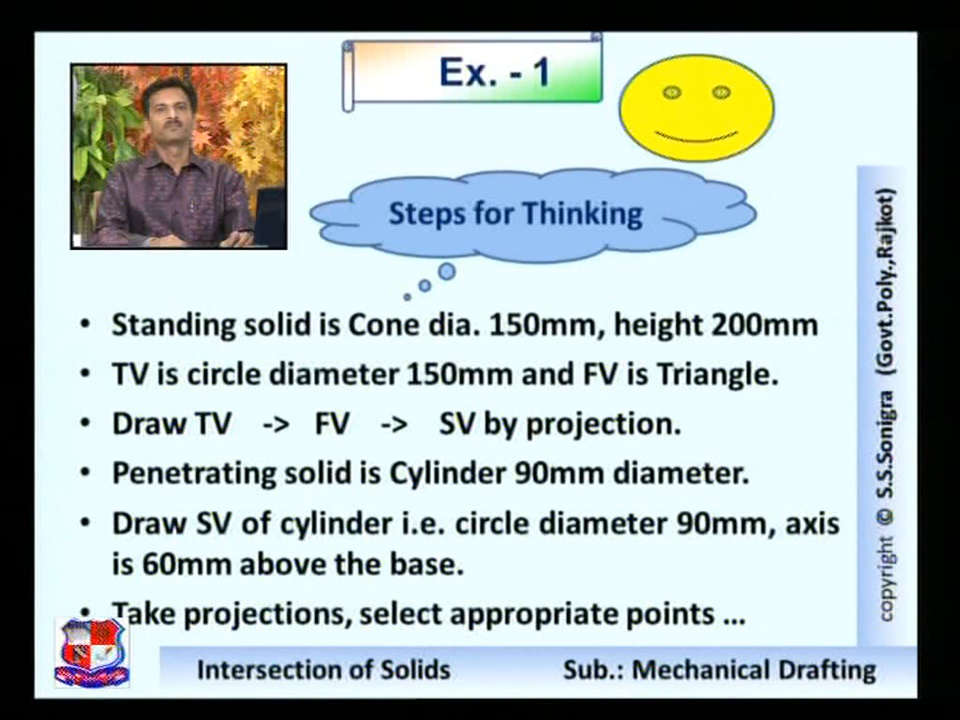 Ex. - 1
Steps for Thinking
• Standing solid is Cone dia. 150mm, height 200mm
• TV is circle diameter 150mm and FV is Triangle.
• Draw TV -> FV -> SV by projection.
• Penetrating solid is Cylinder 90mm diameter.
• Draw SV of cylinder i.e. circle diameter 90mm, axis
is 60mm above the base.
• Take projections, select appropriate points ...
copyright © S.S.Sonigra (Govt.Poly.,Rajkot)
Intersection of Solids Sub.: Mechanical Drafting